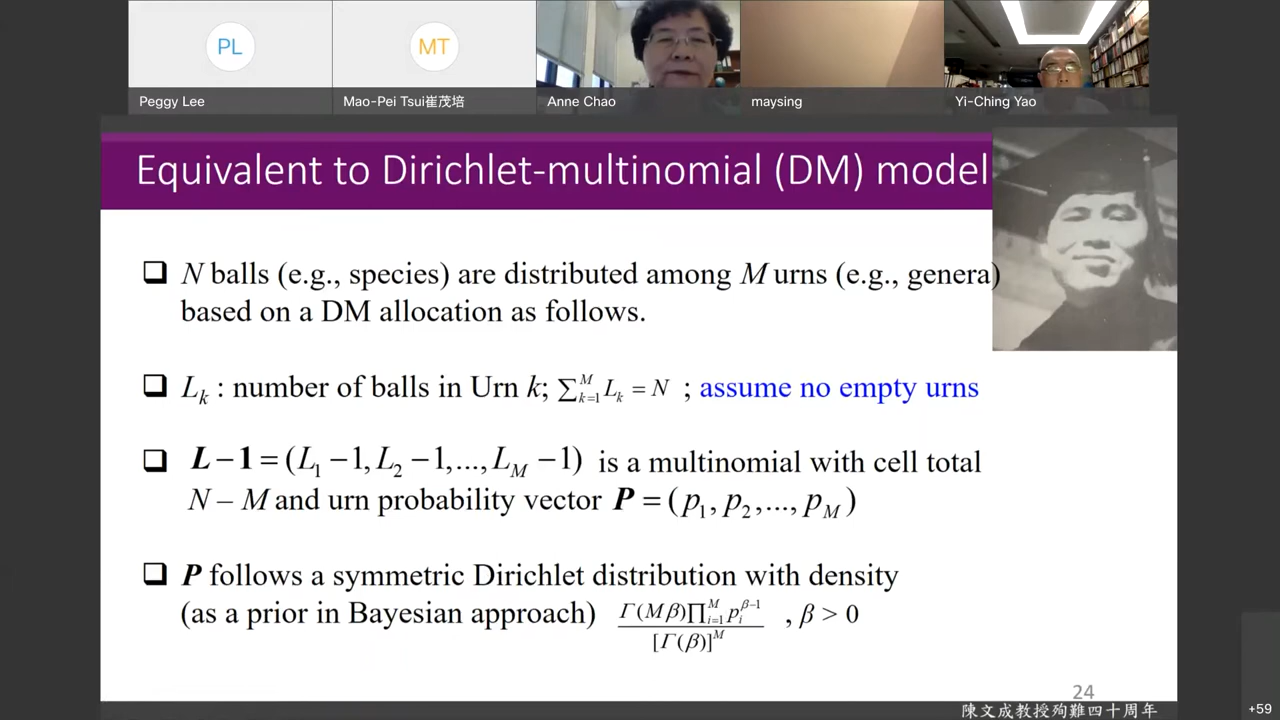 PL
MT
Peggy Lee
Mao-Pei Tsui崔茂培
Anne Chao
maysing
Yi-Ching Yao
Equivalent to Dirichlet-multinomial (DM) model
❑ N balls (e.g., species) are distributed among M urns (e.g., genera)
based on a DM allocation as follows.
❑ L_k : number of balls in Urn k; ∑_{k=1}^{M} L_k = N ; assume no empty urns
❑ L−1 = (L_1 −1, L_2 −1,..., L_M −1) is a multinomial with cell total
N – M and urn probability vector P = (p_1, p_2,..., p_M)
❑ P follows a symmetric Dirichlet distribution with density
(as a prior in Bayesian approach) Γ(Mβ)∏_{i=1}^{M} p_i^{β−1} / [Γ(β)]^M , β > 0
24
陳文成教授殉難四十周年
+59